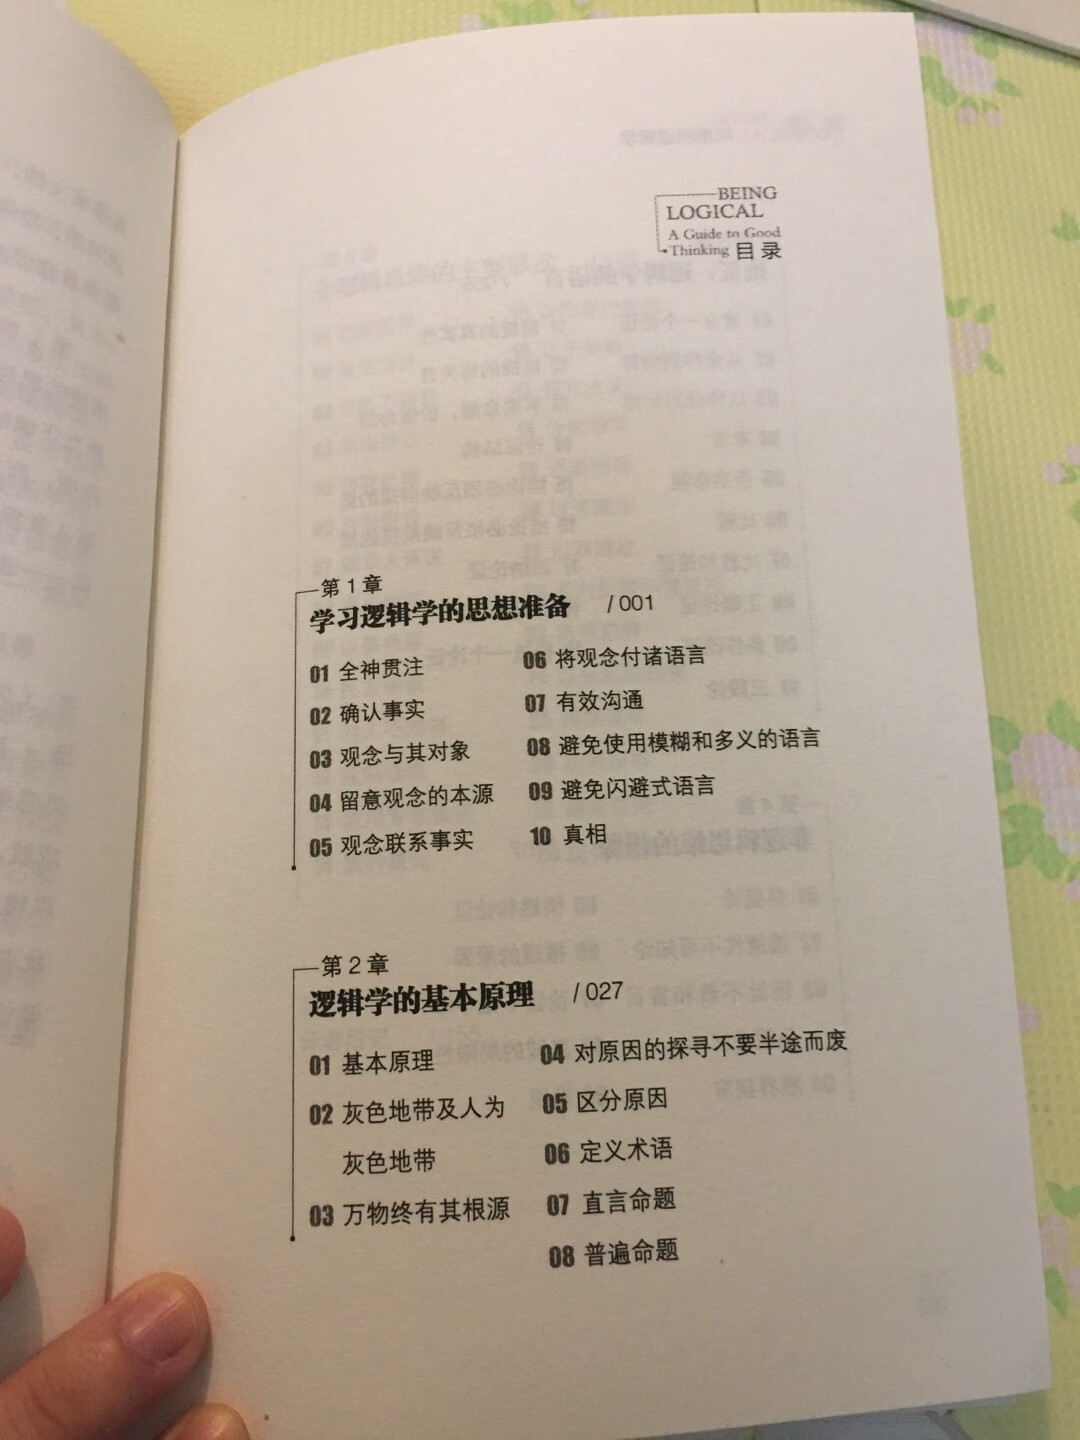 BEING
LOGICAL
A Guide to Good
Thinking 目录
第1章
学习逻辑学的思想准备 /001
01 全神贯注
02 确认事实
03 观念与其对象
04 留意观念的本源
05 观念联系事实
06 将观念付诸语言
07 有效沟通
08 避免使用模糊和多义的语言
09 避免闪避式语言
10 真相
第2章
逻辑学的基本原理 /027
01 基本原理
02 灰色地带及人为
灰色地带
03 万物终有其根源
04 对原因的探寻不要半途而废
05 区分原因
06 定义术语
07 直言命题
08 普遍命题